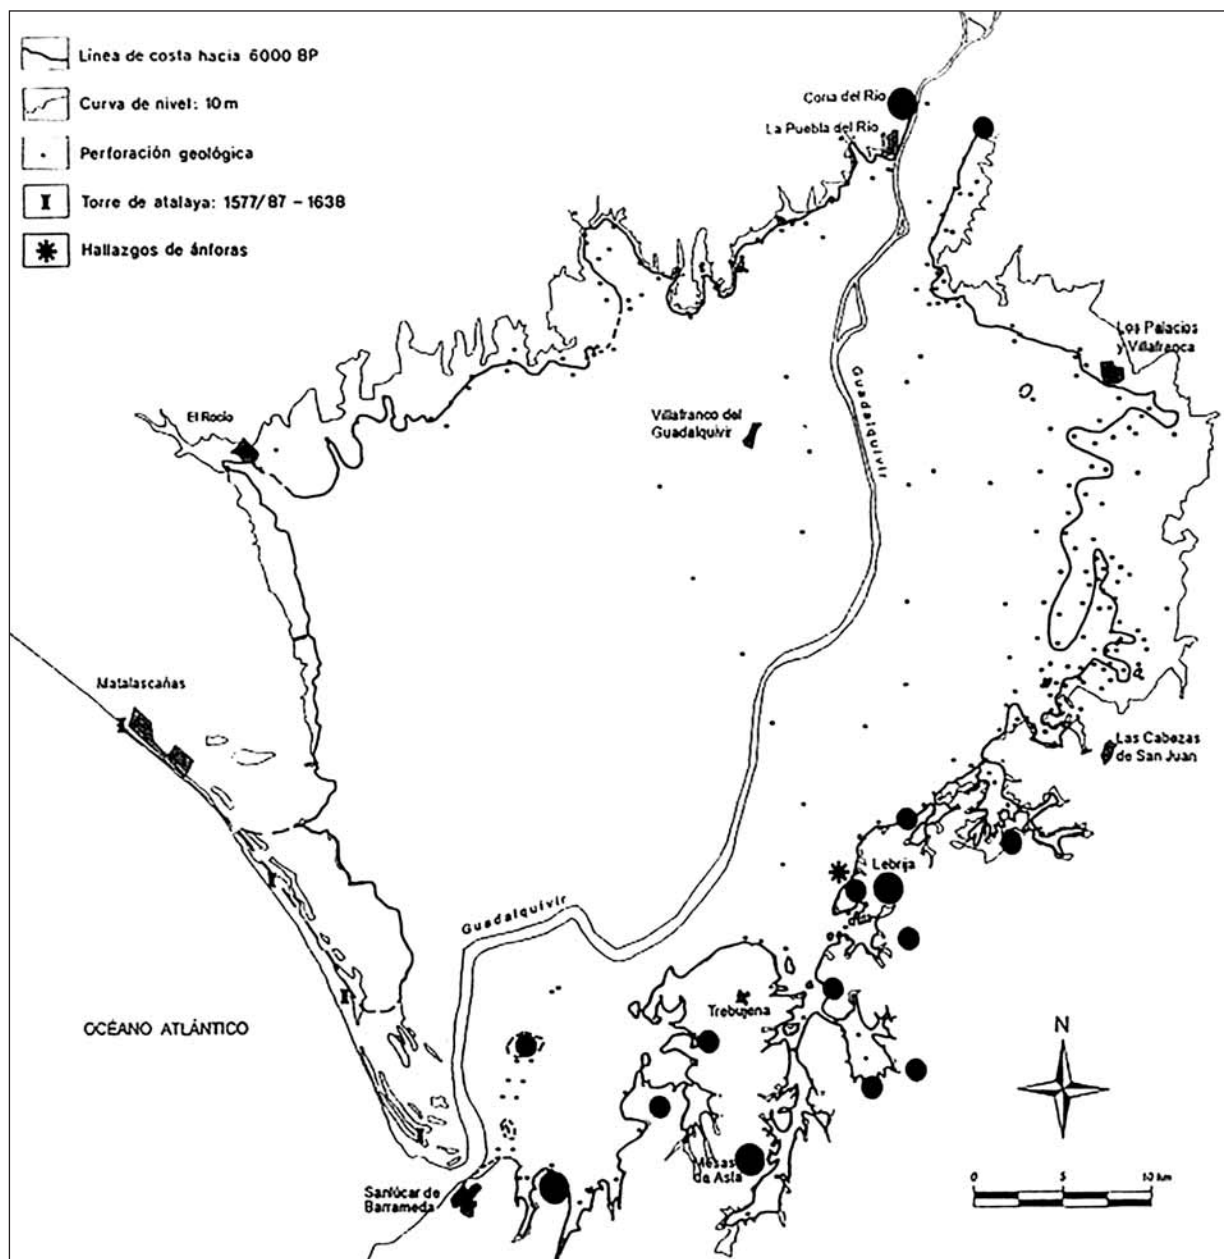 Línea de costa hacia 6000 BP
Curva de nivel: 10 m
Perforación geológica
Torre de atalaya: 1577/87 – 1638
Hallazgos de ánforas
Coria del Río
La Puebla del Río
Los Palacios
y Villafranca
Guadalquivir
El Rocío
Villafranco del
Guadalquivir
Matalascañas
Las Cabezas
de San Juan
Lebrija
Guadalquivir
Trebujena
OCÉANO ATLÁNTICO
N
Mesas
de Asta
Sanlúcar de
Barrameda
0 5 10 km